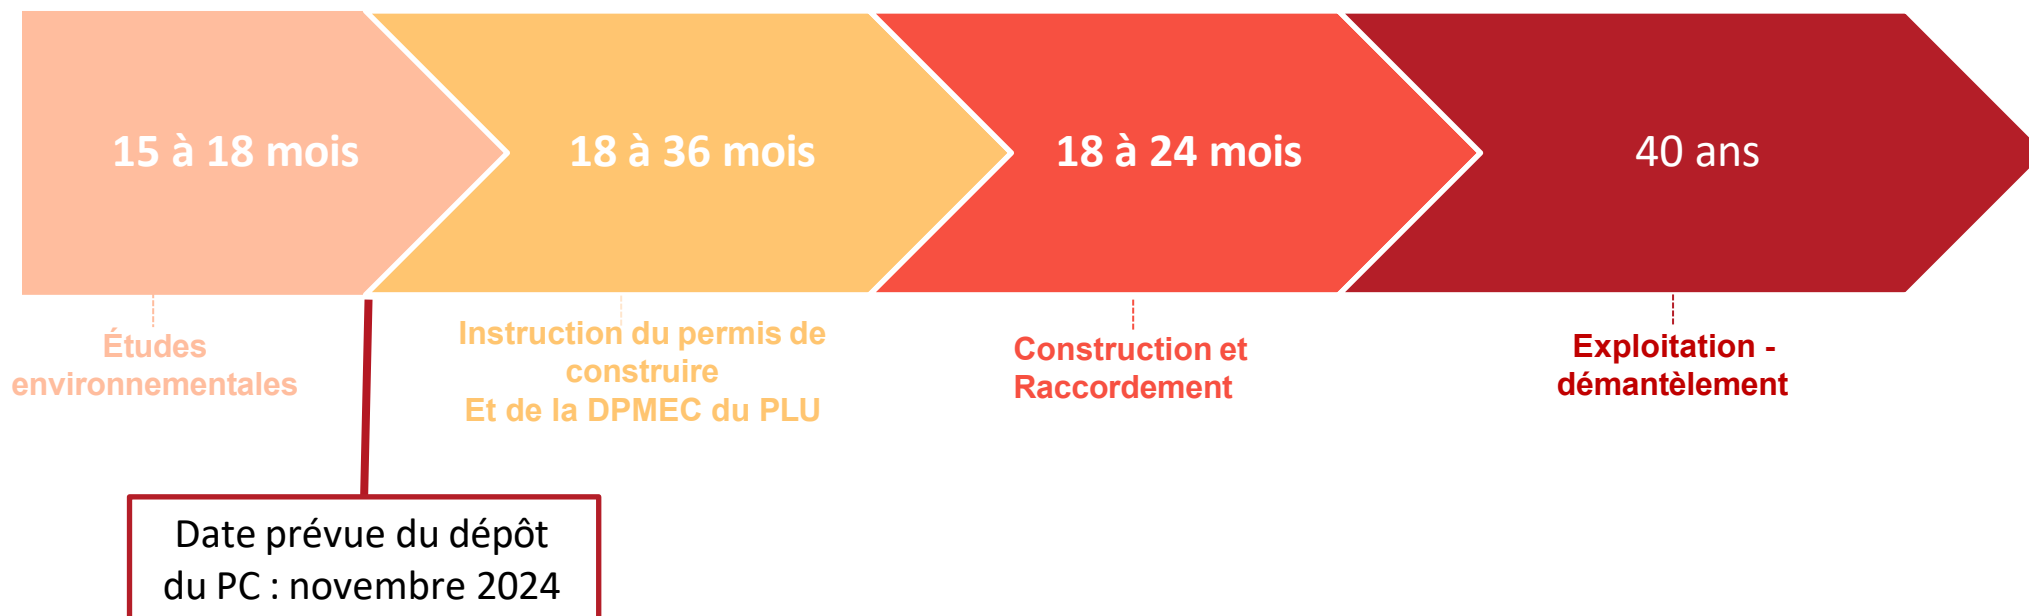 15 à 18 mois
18 à 36 mois
18 à 24 mois
40 ans
Études
environnementales
Instruction du permis de
construire
Et de la DPMEC du PLU
Construction et
Raccordement
Exploitation -
démantèlement
Date prévue du dépôt
du PC : novembre 2024